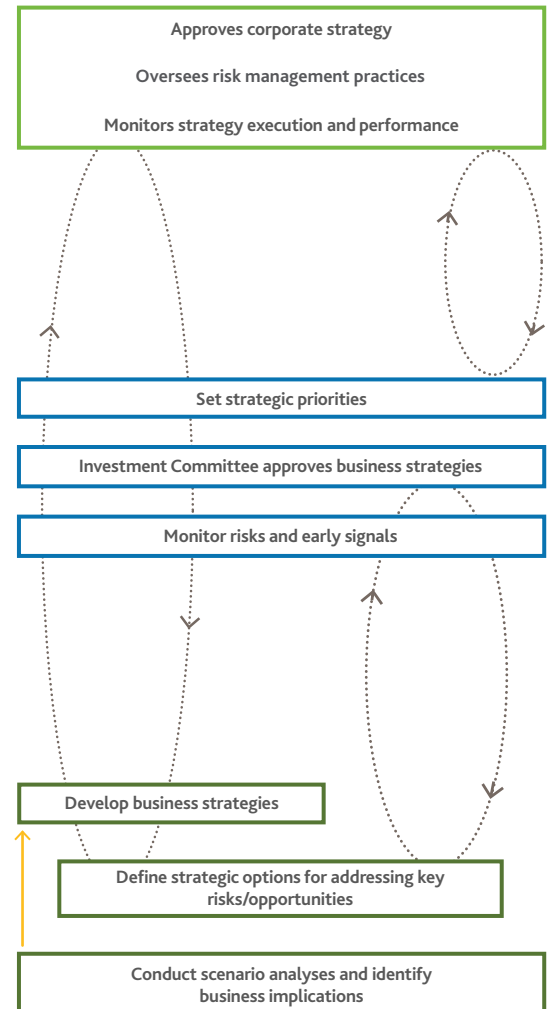 Approves corporate strategy
Oversees risk management practices
Monitors strategy execution and performance
Set strategic priorities
Investment Committee approves business strategies
Monitor risks and early signals
Develop business strategies
Define strategic options for addressing key
risks/opportunities
Conduct scenario analyses and identify
business implications